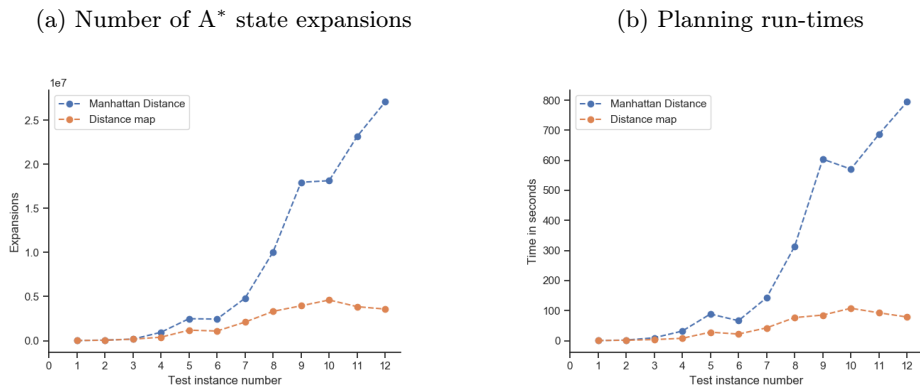 (a) Number of A* state expansions
(b) Planning run-times
1e7
Manhattan Distance
Distance map
2.5
2.0
1.5
1.0
0.5
0.0
Expansions
0 1 2 3 4 5 6 7 8 9 10 11 12
Test instance number
Manhattan Distance
Distance map
800
700
600
500
400
300
200
100
0
Time in seconds
0 1 2 3 4 5 6 7 8 9 10 11 12
Test instance number